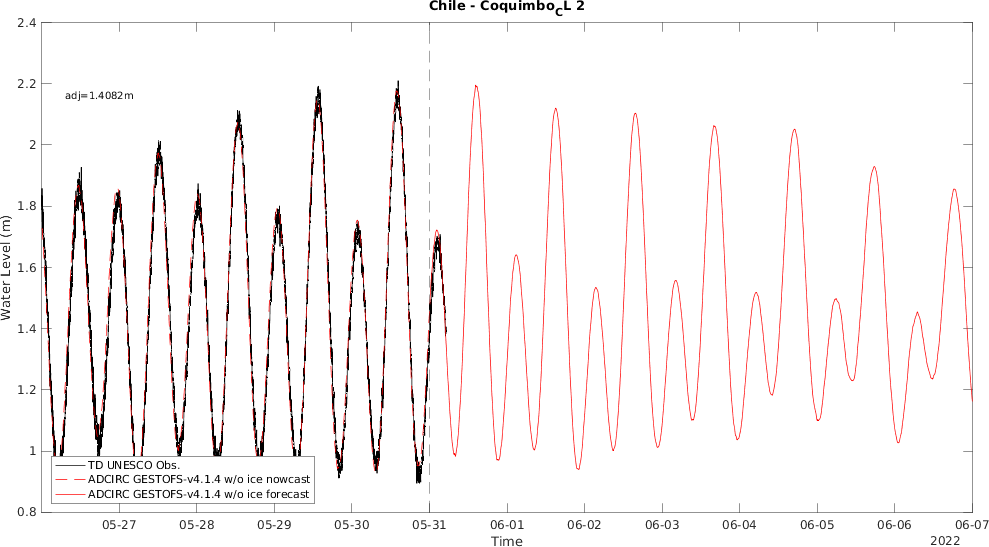 Chile - Coquimbo_CL 2
2.4
2.2
2
1.8
1.6
1.4
1.2
1
0.8
Water Level (m)
adj=1.4082m
TD UNESCO Obs.
ADCIRC GESTOFS-v4.1.4 w/o ice nowcast
ADCIRC GESTOFS-v4.1.4 w/o ice forecast
05-27 05-28 05-29 05-30 05-31 06-01 06-02 06-03 06-04 06-05 06-06 06-07
Time
2022